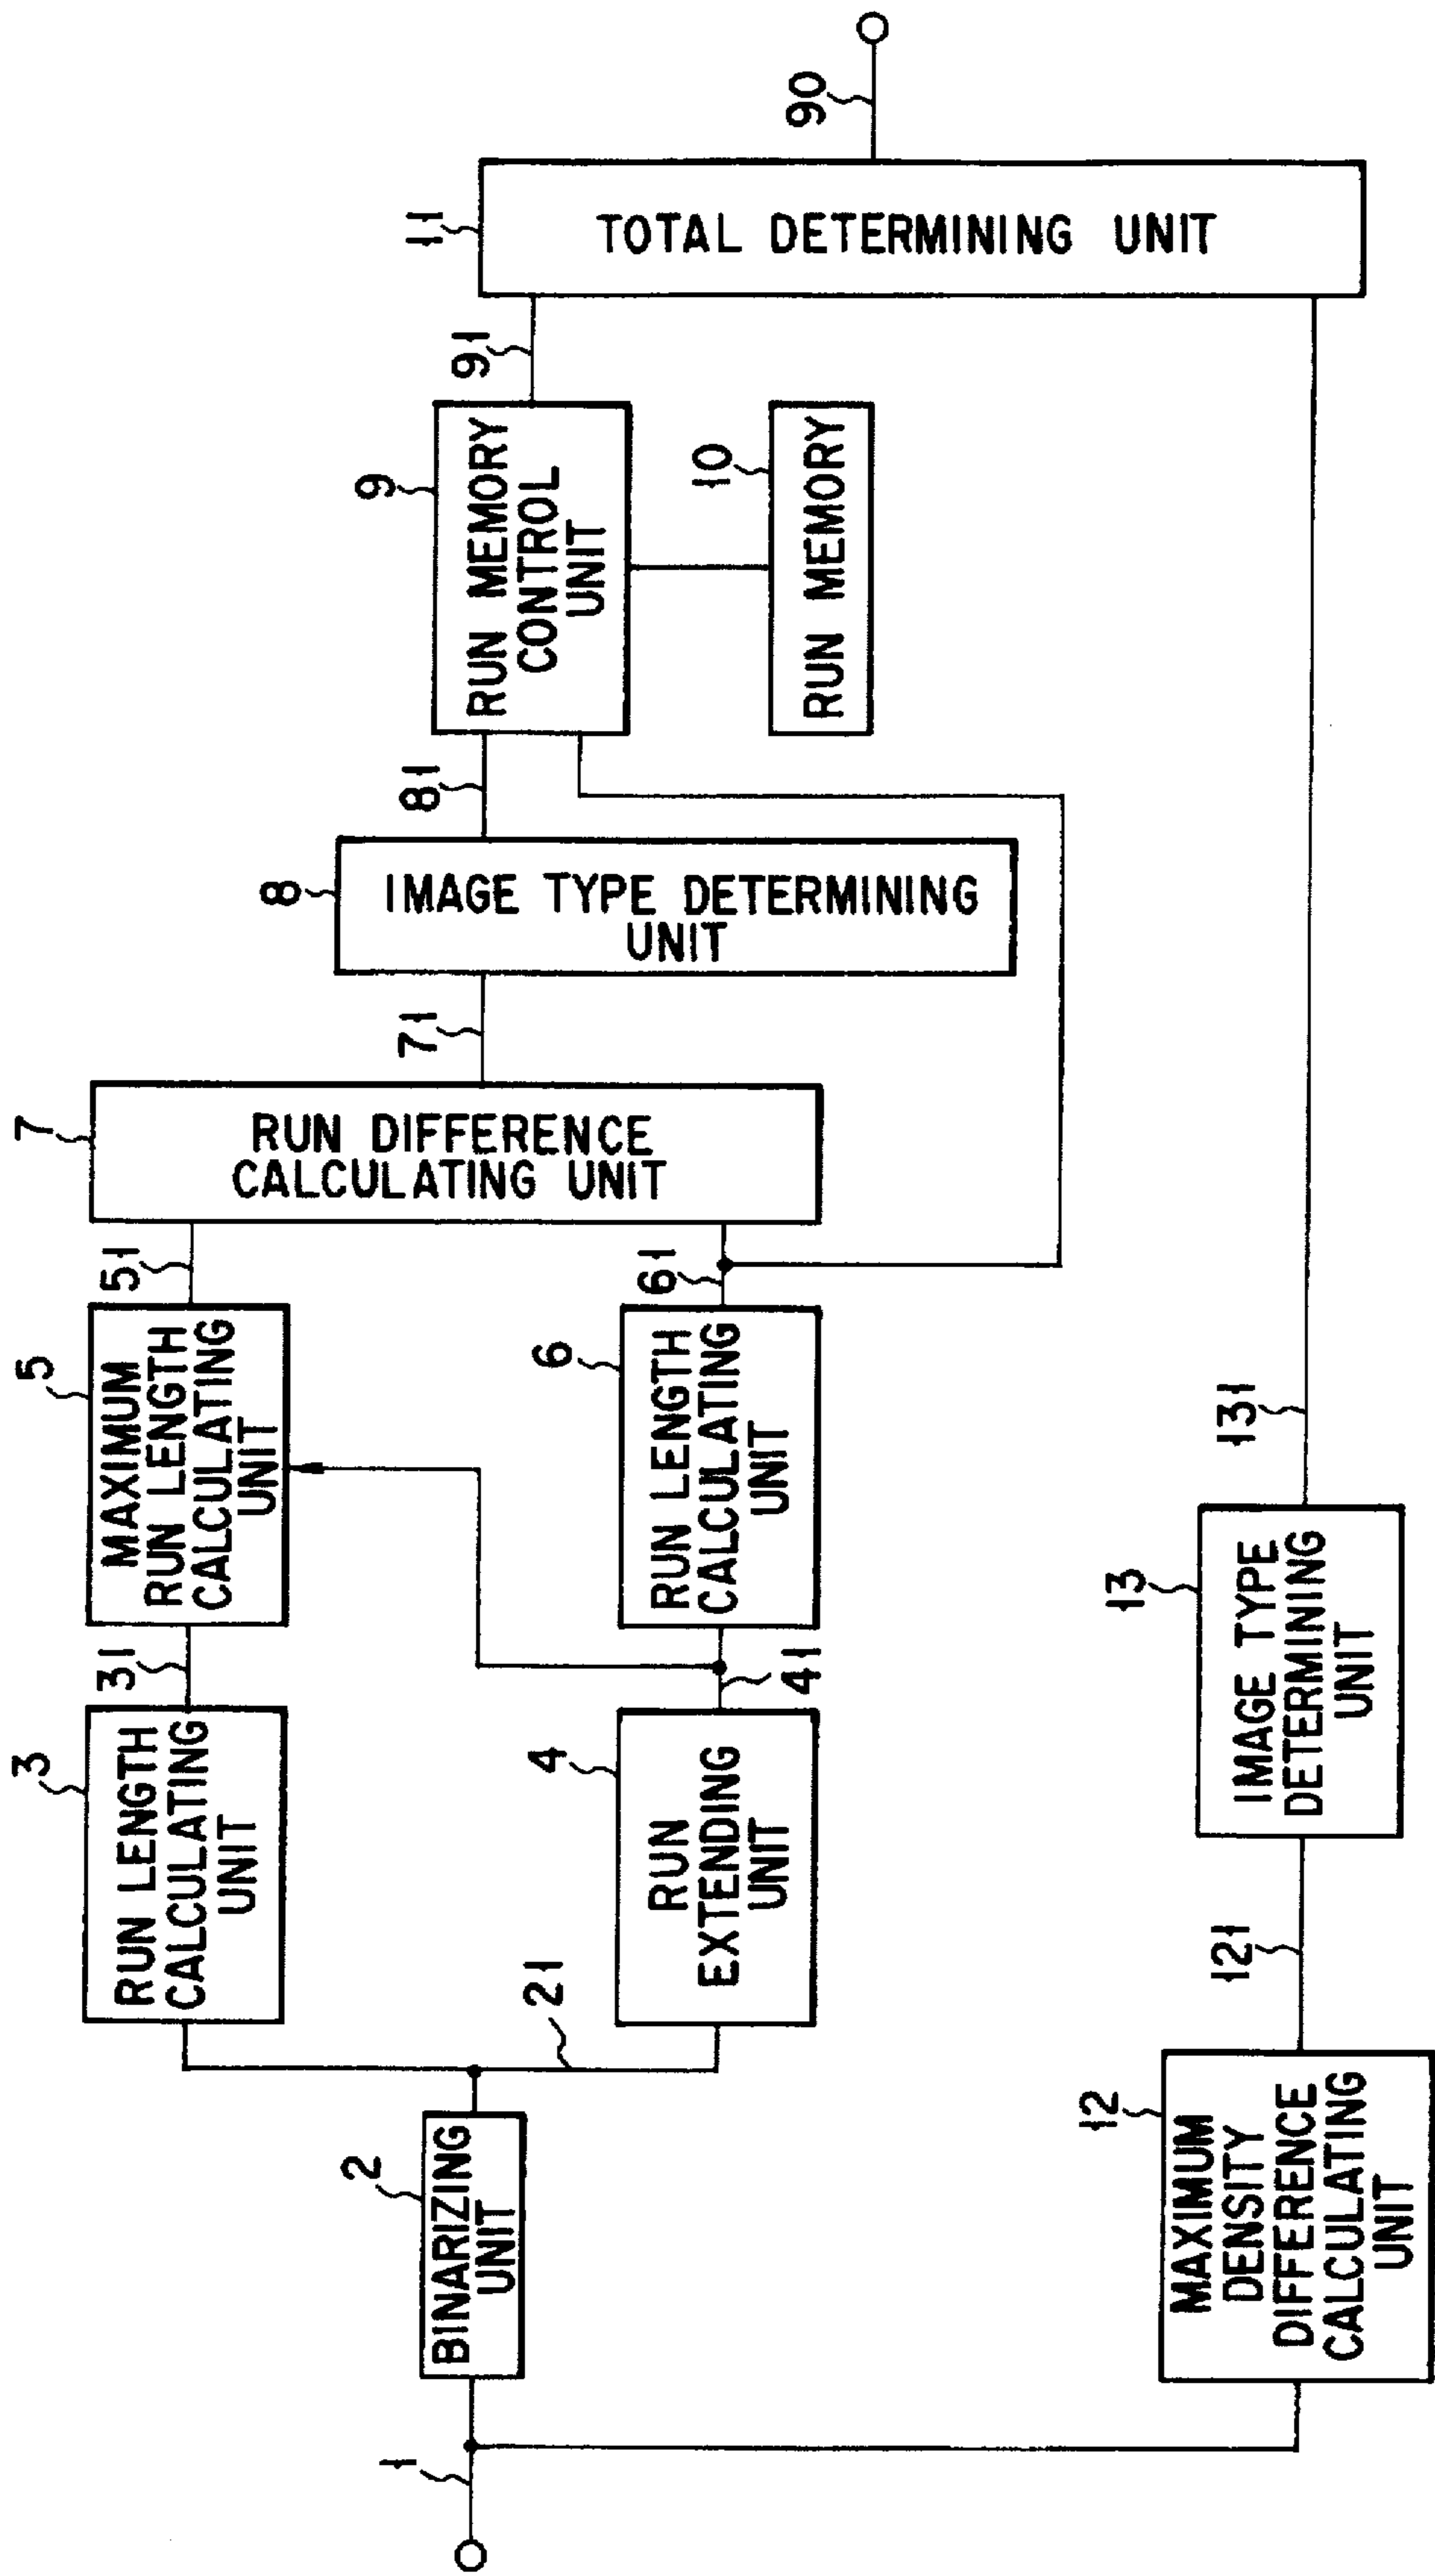 1
2
BINARIZING
UNIT
21
3
RUN LENGTH
CALCULATING
UNIT
31
4
RUN
EXTENDING
UNIT
41
5
MAXIMUM
RUN LENGTH
CALCULATING
UNIT
51
6
RUN LENGTH
CALCULATING
UNIT
61
7
RUN DIFFERENCE
CALCULATING UNIT
71
8
IMAGE TYPE DETERMINING
UNIT
81
9
RUN MEMORY
CONTROL
UNIT
91
10
RUN MEMORY
11
TOTAL DETERMINING UNIT
90
12
MAXIMUM
DENSITY
DIFFERENCE
CALCULATING
UNIT
121
13
IMAGE TYPE
DETERMINING
UNIT
131